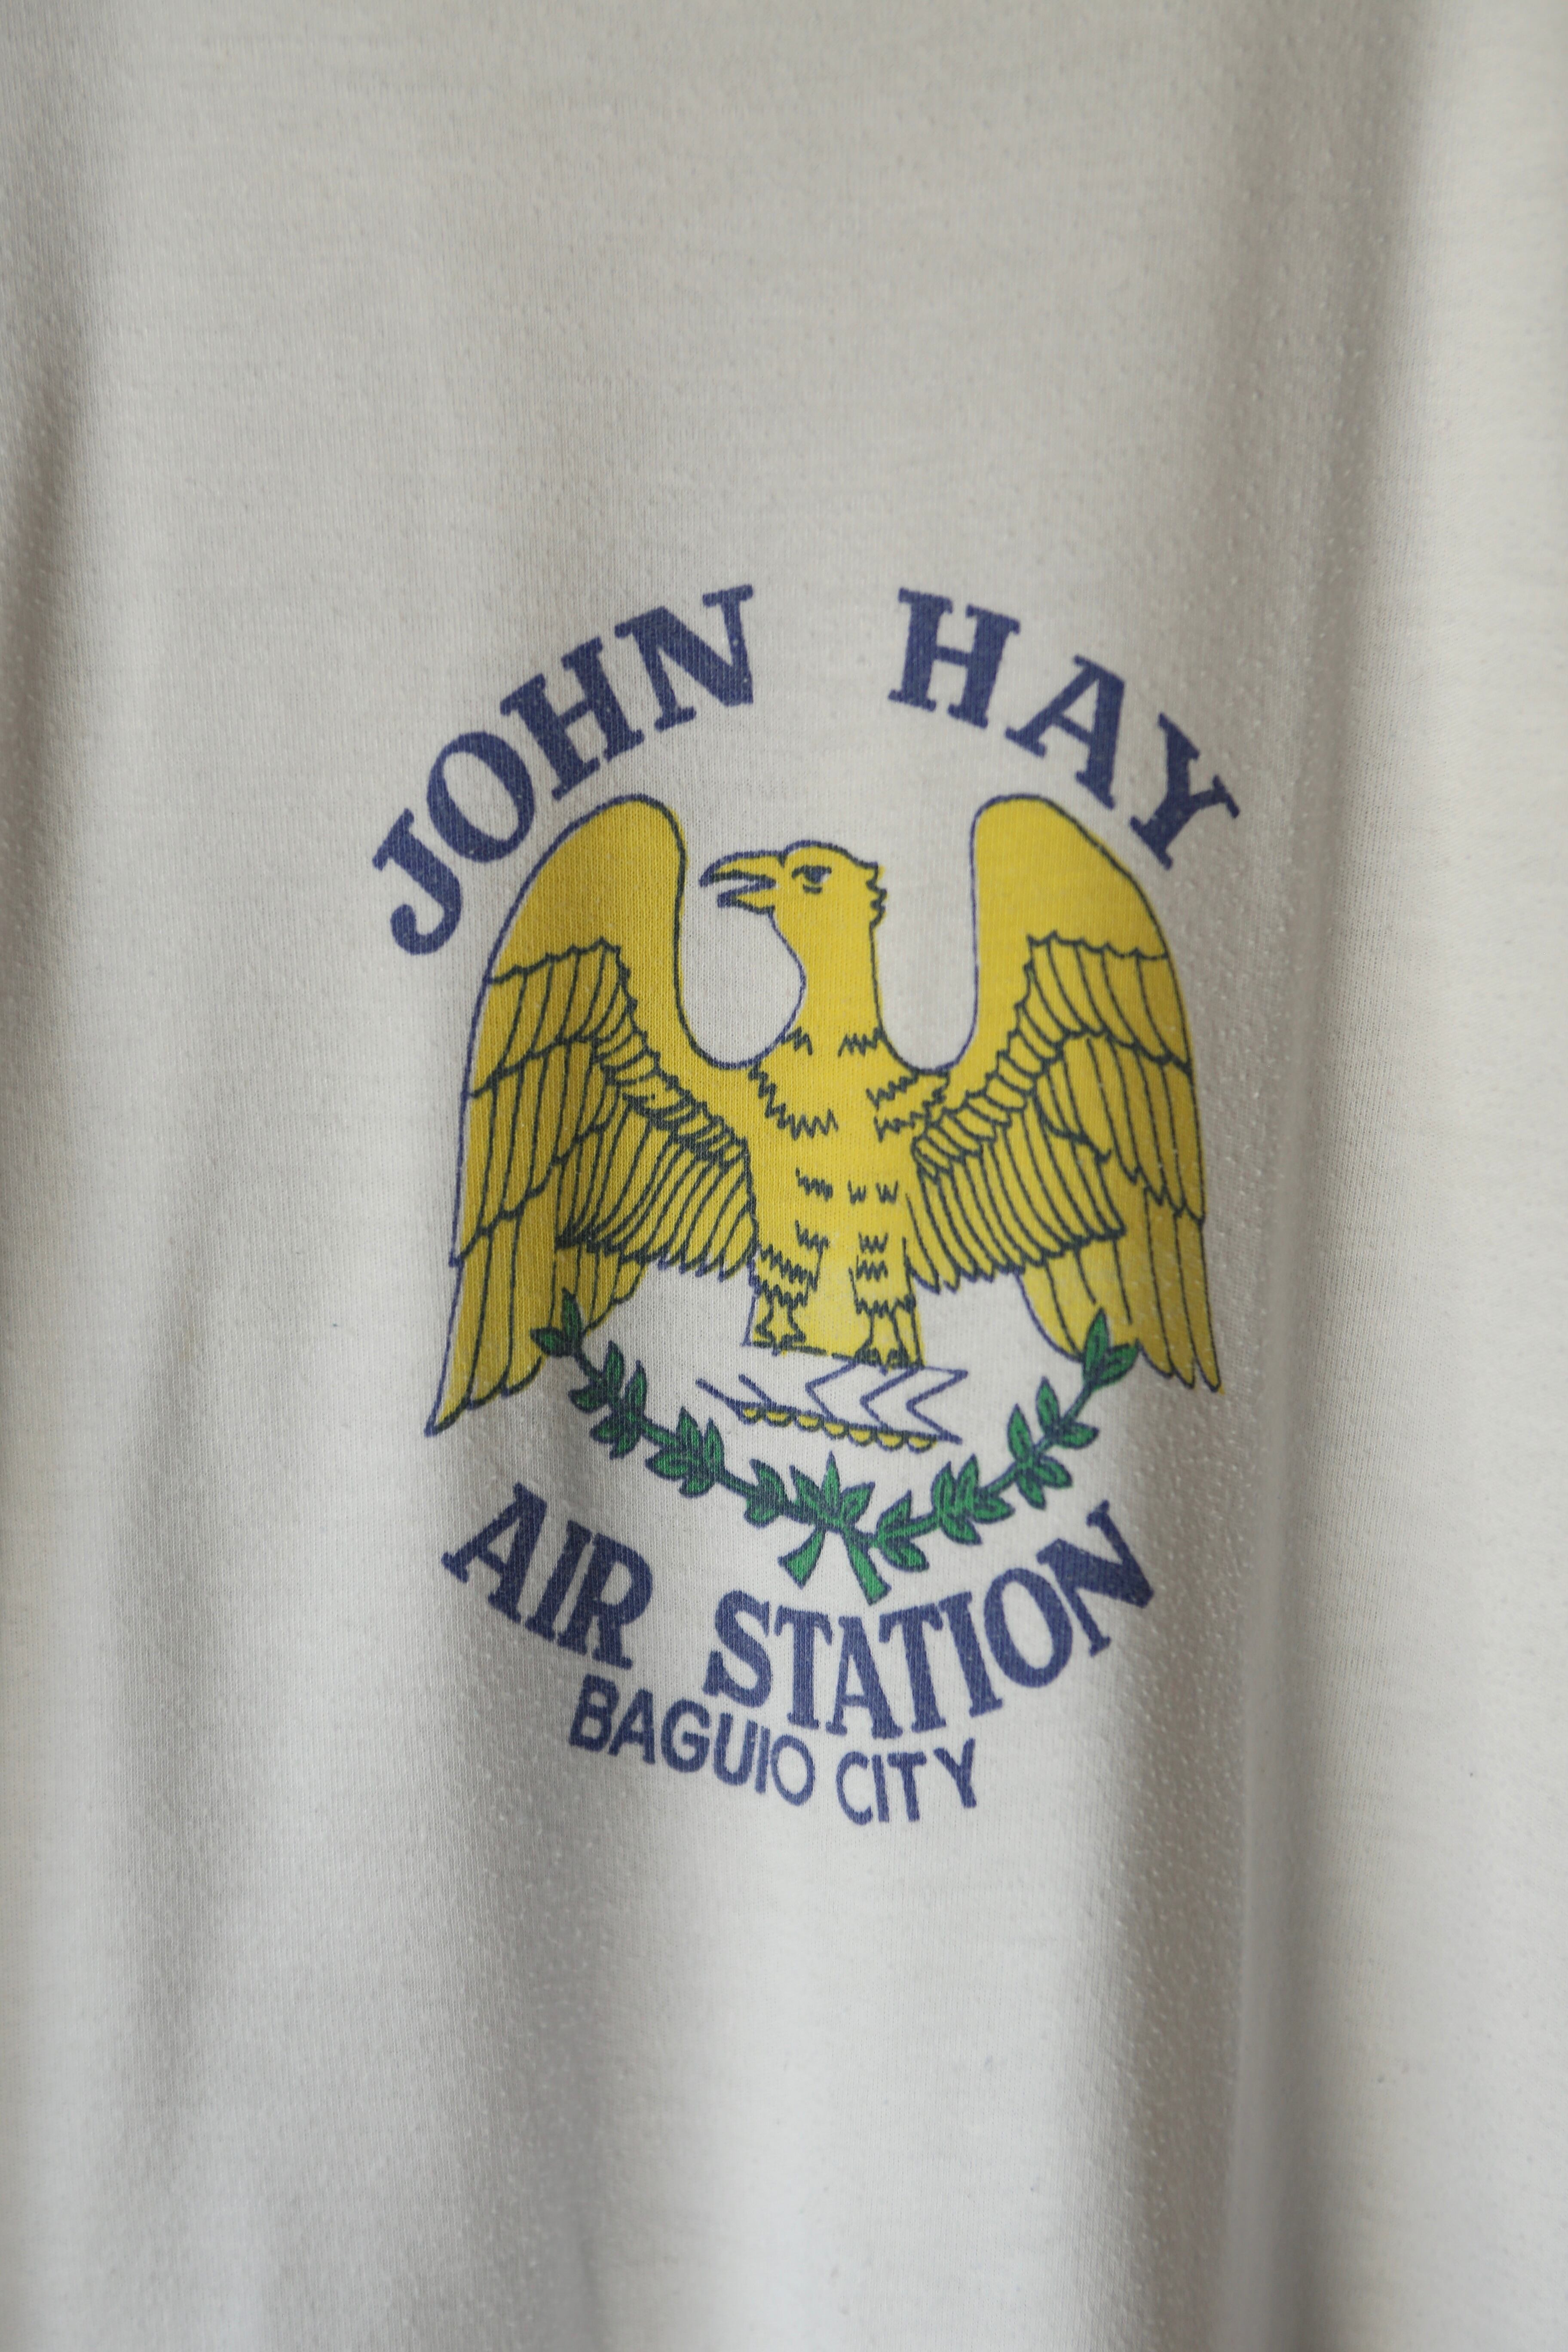 JOHN HAY
AIR STATION
BAGUIO CITY